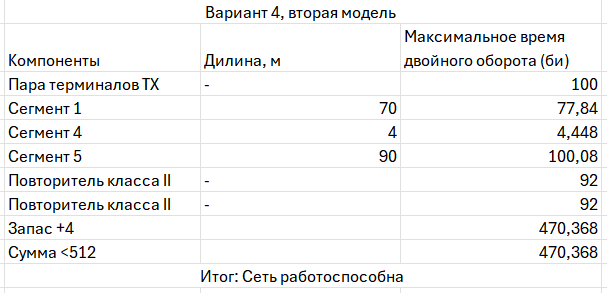 Вариант 4, вторая модель
Максимальное время
Компоненты Дилина, м двойного оборота (би)
Пара терминалов TX - 100
Сегмент 1 70 77,84
Сегмент 4 4 4,448
Сегмент 5 90 100,08
Повторитель класса II - 92
Повторитель класса II - 92
Запас +4 470,368
Сумма <512 470,368
Итог: Сеть работоспособна